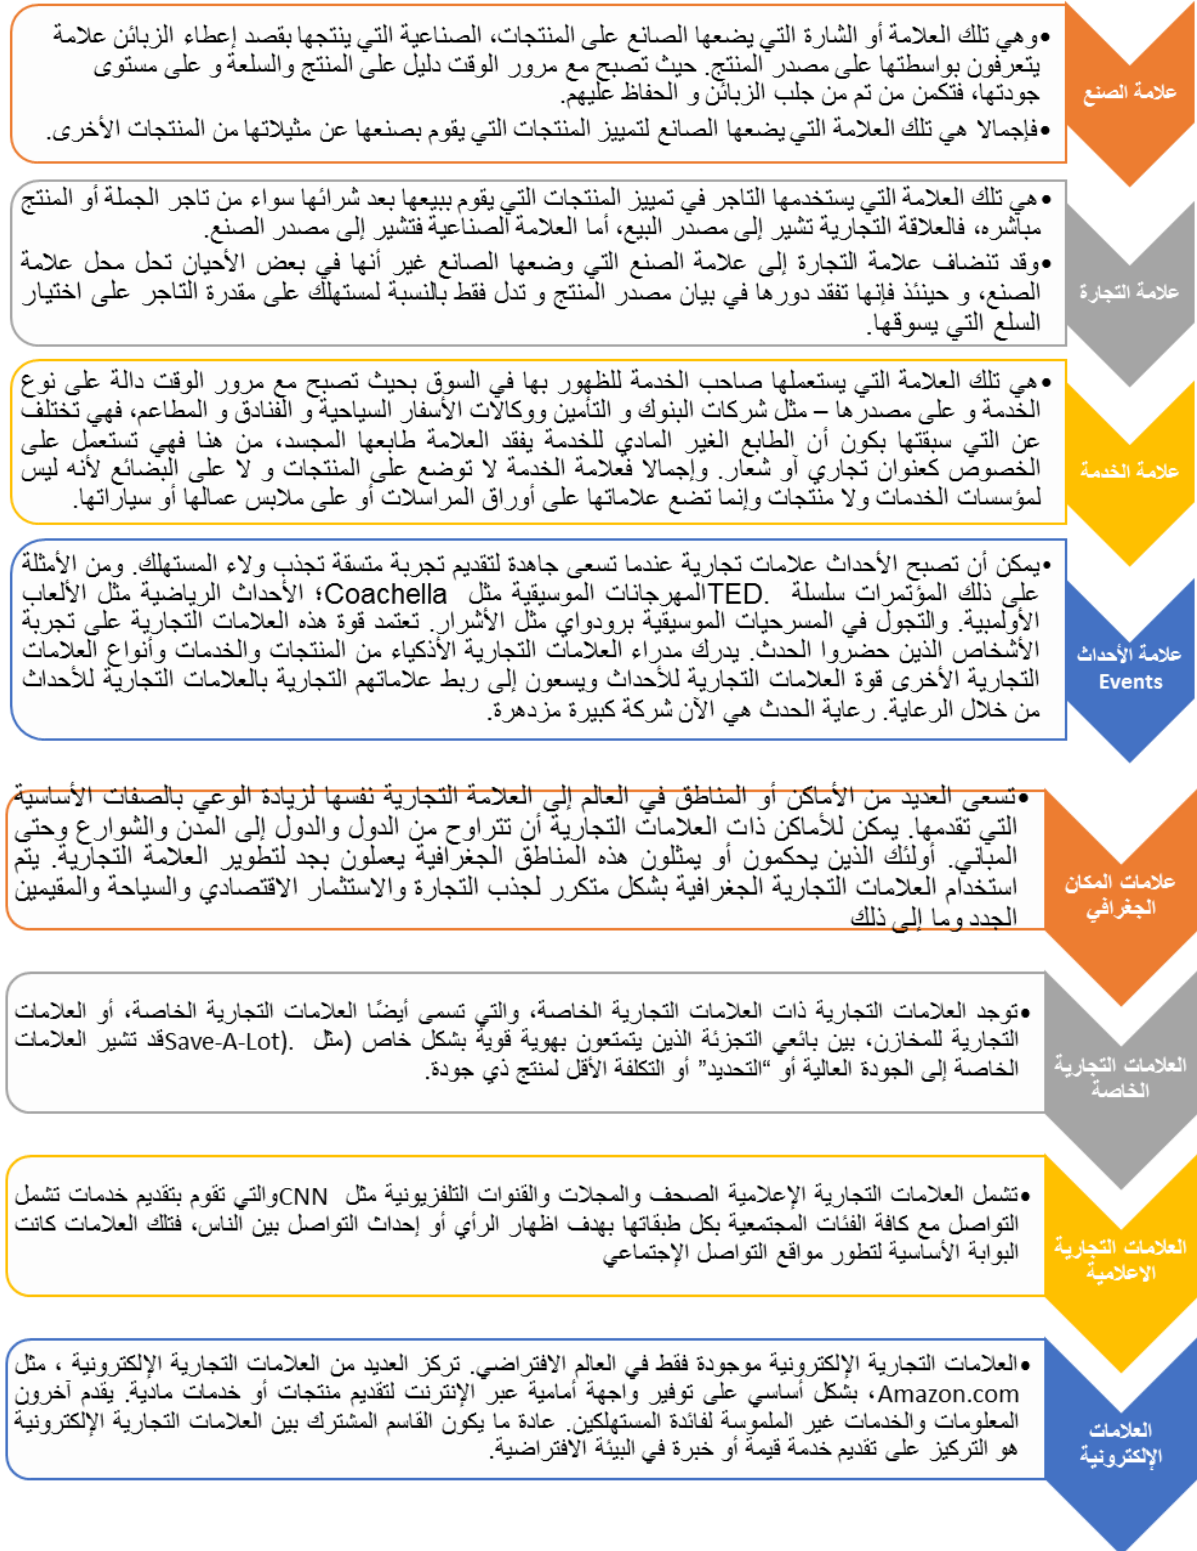 علامة الصنع
•وهي تلك العلامة أو الشارة التي يضعها الصانع على المنتجات، الصناعية التي ينتجها بقصد إعطاء الزبائن علامة
يتعرفون بواسطتها على مصدر المنتج. حيث تصبح مع مرور الوقت دليل على المنتج والسلعة و على مستوى
جودتها، فتكمن من تم من جلب الزبائن و الحفاظ عليهم.
•فإجمالا هي تلك العلامة التي يضعها الصانع لتمييز المنتجات التي يقوم بصنعها عن مثيلاتها من المنتجات الأخرى.
علامة التجارة
•هي تلك العلامة التي يستخدمها التاجر في تمييز المنتجات التي يقوم ببيعها بعد شرائها سواء من تاجر الجملة أو المنتج
مباشره، فالعلاقة التجارية تشير إلى مصدر البيع، أما العلامة الصناعية فتشير إلى مصدر الصنع.
•وقد تنضاف علامة التجارة إلى علامة الصنع التي وضعها الصانع غير أنها في بعض الأحيان تحل محل علامة
الصنع، و حينئذ فإنها تفقد دورها في بيان مصدر المنتج و تدل فقط بالنسبة لمستهلك على مقدرة التاجر على اختيار
السلع التي يسوقها.
علامة الخدمة
•هي تلك العلامة التي يستعملها صاحب الخدمة للظهور بها في السوق بحيث تصبح مع مرور الوقت دالة على نوع
الخدمة و على مصدرها – مثل شركات البنوك و التأمين ووكالات الأسفار السياحية و الفنادق و المطاعم، فهي تختلف
عن التي سبقتها بكون أن الطابع الغير المادي للخدمة يفقد العلامة طابعها المجسد، من هنا فهي تستعمل على
الخصوص كعنوان تجاري أو شعار. وإجمالا فعلامة الخدمة لا توضع على المنتجات و لا على البضائع لأنه ليس
لمؤسسات الخدمات ولا منتجات وإنما تضع علاماتها على أوراق المراسلات أو على ملابس عمالها أو سياراتها.
علامة الأحداث
Events
•يمكن أن تصبح الأحداث علامات تجارية عندما تسعى جاهدة لتقديم تجربة متسقة تجذب ولاء المستهلك. ومن الأمثلة
على ذلك المؤتمرات سلسلة .TEDالمهرجانات الموسيقية مثل Coachella؛ الأحداث الرياضية مثل الألعاب
الأولمبية. والتجول في المسرحيات الموسيقية برودواي مثل الأشرار. تعتمد قوة هذه العلامات التجارية على تجربة
الأشخاص الذين حضروا الحدث. يدرك مدراء العلامات التجارية الأذكياء من المنتجات والخدمات وأنواع العلامات
التجارية الأخرى قوة العلامات التجارية للأحداث ويسعون إلى ربط علاماتهم التجارية بالعلامات التجارية للأحداث
من خلال الرعاية. رعاية الحدث هي الآن شركة كبيرة مزدهرة.
علامات المكان
الجغرافي
•تسعى العديد من الأماكن أو المناطق في العالم إلى العلامة التجارية نفسها لزيادة الوعي بالصفات الأساسية
التي تقدمها. يمكن للأماكن ذات العلامات التجارية أن تتراوح من الدول والدول إلى المدن والشوارع وحتى
المباني. أولئك الذين يحكمون أو يمثلون هذه المناطق الجغرافية يعملون بجد لتطوير العلامة التجارية. يتم
استخدام العلامات التجارية الجغرافية بشكل متكرر لجذب التجارة والاستثمار الاقتصادي والسياحة والمقيمين
الجدد وما إلى ذلك
العلامات التجارية
الخاصة
•توجد العلامات التجارية ذات العلامات التجارية الخاصة، والتي تسمى أيضًا العلامات التجارية الخاصة، أو العلامات
التجارية للمخازن، بين بائعي التجزئة الذين يتمتعون بهوية قوية بشكل خاص (مثل .(Save-A-Lotقد تشير العلامات
الخاصة إلى الجودة العالية أو “التحديد” أو التكلفة الأقل لمنتج ذي جودة.
العلامات التجارية
الاعلامية
•تشمل العلامات التجارية الإعلامية الصحف والمجلات والقنوات التلفزيونية مثل CNNوالتي تقوم بتقديم خدمات تشمل
التواصل مع كافة الفئات المجتمعية بكل طبقاتها بهدف اظهار الرأي أو إحداث التواصل بين الناس، فتلك العلامات كانت
البوابة الأساسية لتطور مواقع التواصل الإجتماعي
العلامات
الإلكترونية
•العلامات التجارية الإلكترونية موجودة فقط في العالم الافتراضي. تركز العديد من العلامات التجارية الإلكترونية ، مثل
Amazon.com، بشكل أساسي على توفير واجهة أمامية عبر الإنترنت لتقديم منتجات أو خدمات مادية. يقدم آخرون
المعلومات والخدمات غير الملموسة لفائدة المستهلكين. عادة ما يكون القاسم المشترك بين العلامات التجارية الإلكترونية
هو التركيز على تقديم خدمة قيمة أو خبرة في البيئة الافتراضية.